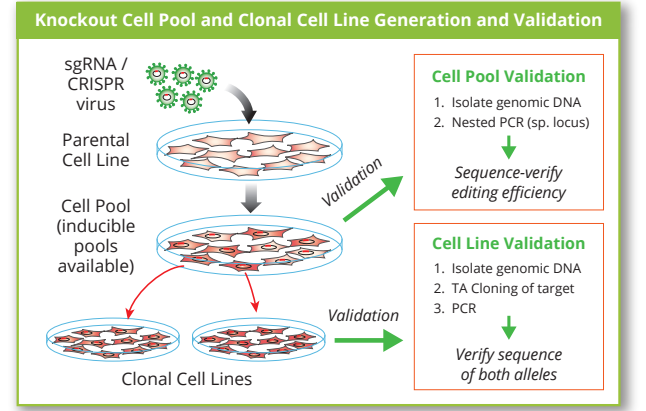 Knockout Cell Pool and Clonal Cell Line Generation and Validation
sgRNA /
CRISPR
virus
Parental
Cell Line
Cell Pool
(inducible
pools
available)
Clonal Cell Lines
Validation
Validation
Cell Pool Validation
1. Isolate genomic DNA
2. Nested PCR (sp. locus)
Sequence-verify
editing efficiency
Cell Line Validation
1. Isolate genomic DNA
2. TA Cloning of target
3. PCR
Verify sequence
of both alleles